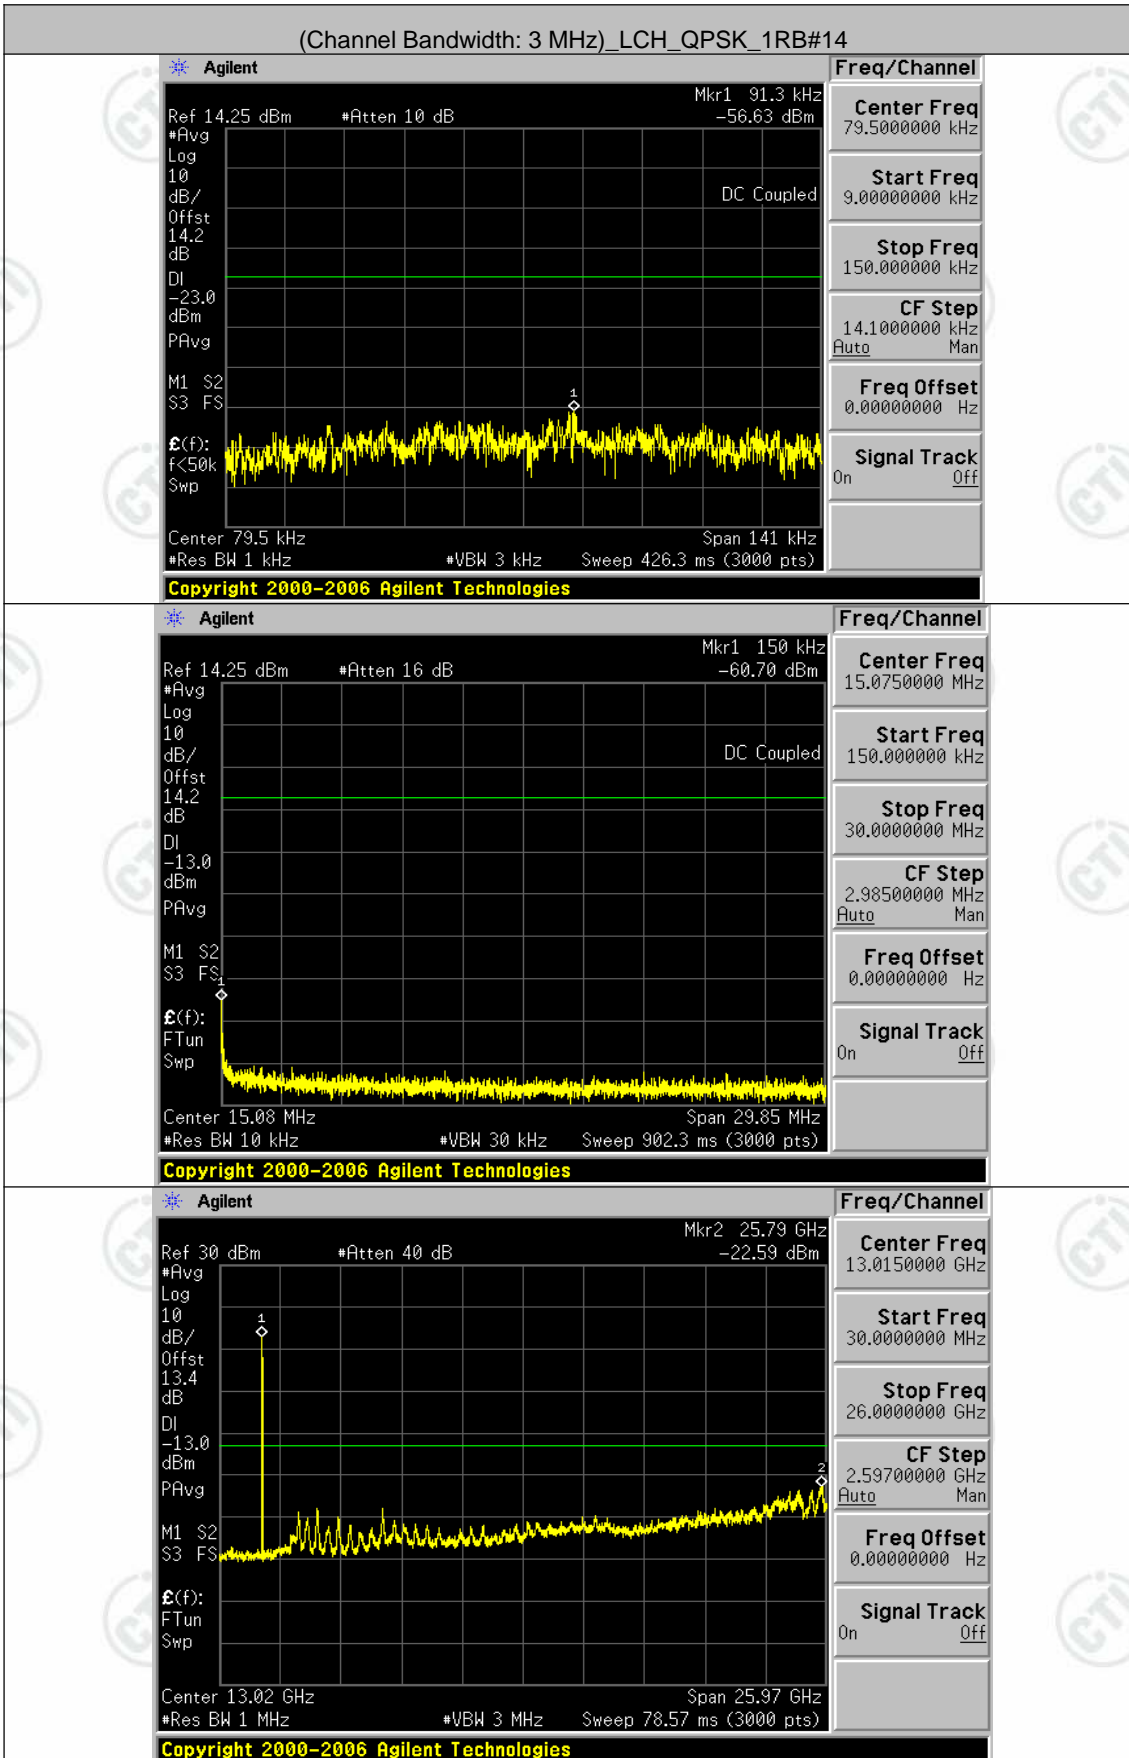 (Channel Bandwidth: 3 MHz)_LCH_QPSK_1RB#14
Agilent
Freq/Channel
Mkr1 91.3 kHz
Ref 14.25 dBm #Atten 10 dB -56.63 dBm
#Avg
Log
10
dB/
Offst
14.2
dB
DI
-23.0
dBm
PAvg
M1 S2
S3 FS
£(f):
f<50k
Swp
DC Coupled
1
Center 79.5 kHz Span 141 kHz
#Res BW 1 kHz #VBW 3 kHz Sweep 426.3 ms (3000 pts)
Copyright 2000-2006 Agilent Technologies
Center Freq
79.5000000 kHz
Start Freq
9.00000000 kHz
Stop Freq
150.000000 kHz
CF Step
14.1000000 kHz
Auto Man
Freq Offset
0.00000000 Hz
Signal Track
On Off
Agilent
Freq/Channel
Mkr1 150 kHz
Ref 14.25 dBm #Atten 16 dB -60.70 dBm
#Avg
Log
10
dB/
Offst
14.2
dB
DI
-13.0
dBm
PAvg
M1 S2
S3 FS
£(f):
FTun
Swp
DC Coupled
1
Center 15.08 MHz Span 29.85 MHz
#Res BW 10 kHz #VBW 30 kHz Sweep 902.3 ms (3000 pts)
Copyright 2000-2006 Agilent Technologies
Center Freq
15.0750000 MHz
Start Freq
150.000000 kHz
Stop Freq
30.0000000 MHz
CF Step
2.98500000 MHz
Auto Man
Freq Offset
0.00000000 Hz
Signal Track
On Off
Agilent
Freq/Channel
Mkr2 25.79 GHz
Ref 30 dBm #Atten 40 dB -22.59 dBm
#Avg
Log
10
dB/
Offst
13.4
dB
DI
-13.0
dBm
PAvg
M1 S2
S3 FS
£(f):
FTun
Swp
1
2
Center 13.02 GHz Span 25.97 GHz
#Res BW 1 MHz #VBW 3 MHz Sweep 78.57 ms (3000 pts)
Copyright 2000-2006 Agilent Technologies
Center Freq
13.0150000 GHz
Start Freq
30.0000000 MHz
Stop Freq
26.0000000 GHz
CF Step
2.59700000 GHz
Auto Man
Freq Offset
0.00000000 Hz
Signal Track
On Off
CTI
CTI
CTI
CTI
CTI
CTI
CTI
CTI
CTI
CTI